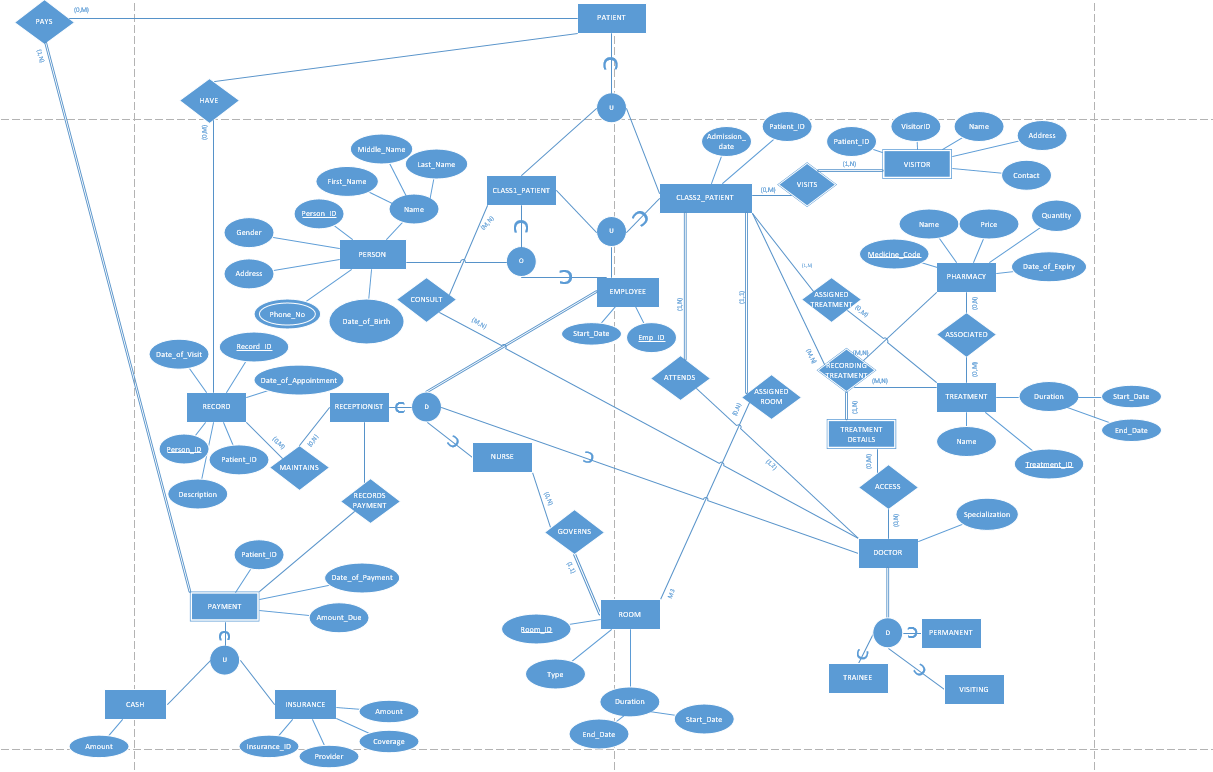 PAYS
(0,M)
PATIENT
(1,N)
HAVE
(0,M)
U
Middle_Name
Last_Name
First_Name
Person_ID
Name
Gender
PERSON
Address
Phone_No
Date_of_Birth
CLASS1_PATIENT
(M,N)
O
U
CONSULT
(M,N)
EMPLOYEE
Start_Date
Emp_ID
Admission_
date
Patient_ID
CLASS2_PATIENT
(0,M)
VISITS
(1,N)
Patient_ID
VisitorID
Name
Address
VISITOR
Contact
Name
Price
Quantity
Medicine_Code
PHARMACY
Date_of_Expiry
(0,N)
ASSOCIATED
(0,M)
ASSIGNED
TREATMENT
(0,M)
(M,N)
RECORDING
TREATMENT
(M,N)
(M,N)
(1,N)
TREATMENT
Duration
Start_Date
End_Date
Name
Treatment_ID
TREATMENT
DETAILS
(0,M)
ACCESS
(0,N)
Specialization
DOCTOR
D
PERMANENT
TRAINEE
VISITING
(1,N)
ATTENDS
(1,1)
ASSIGNED
ROOM
(0,N)
Date_of_Visit
Record_ID
Date_of_Appointment
RECORD
Person_ID
Patient_ID
Description
(0,M)
MAINTAINS
(0,N)
RECEPTIONIST
D
NURSE
(0,N)
GOVERNS
(1,1)
RECORDS
PAYMENT
Patient_ID
Date_of_Payment
PAYMENT
Amount_Due
U
CASH
Amount
INSURANCE
Amount
Coverage
Insurance_ID
Provider
Room_ID
ROOM
Type
Duration
Start_Date
End_Date